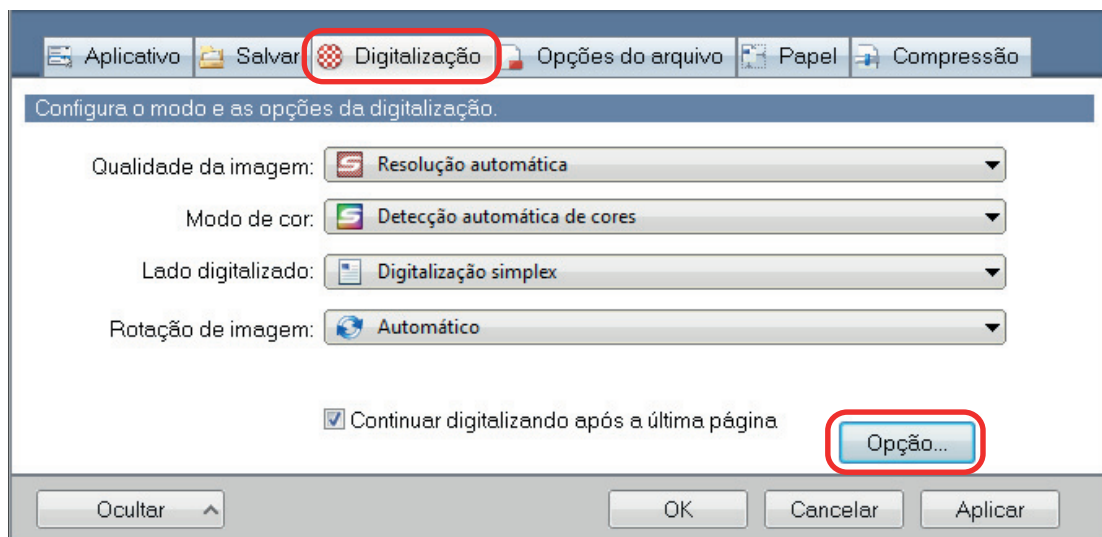 Aplicativo Salvar Digitalização Opções do arquivo Papel Compressão
Configura o modo e as opções da digitalização.
Qualidade da imagem: Resolução automática
Modo de cor: Detecção automática de cores
Lado digitalizado: Digitalização simplex
Rotação de imagem: Automático
Continuar digitalizando após a última página
Opção...
Ocultar OK Cancelar Aplicar